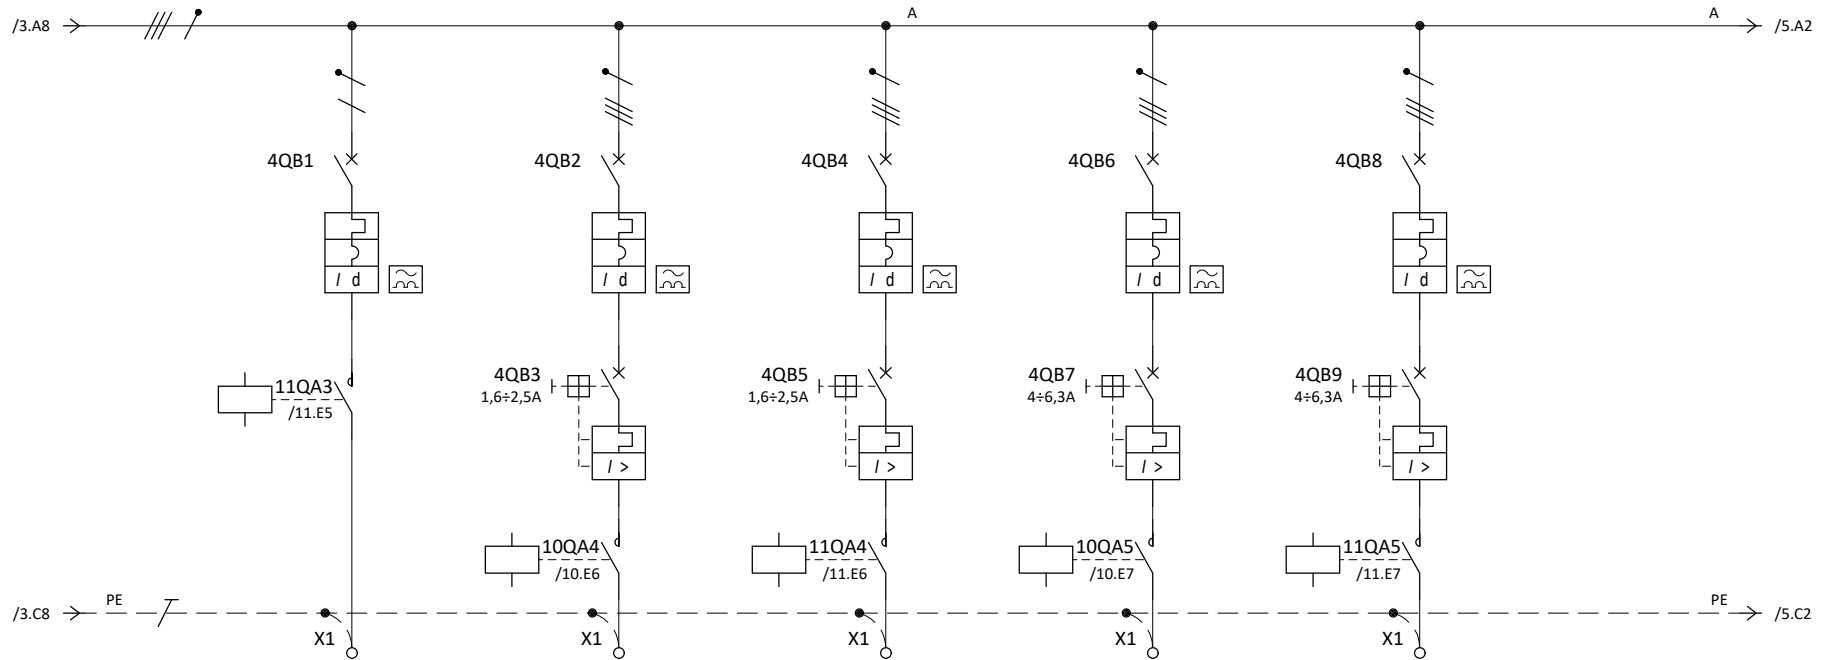 /3.A8
A
A
/5.A2
4QB1
4QB2
4QB4
4QB6
4QB8
I d
I d
I d
I d
I d
11QA3
/11.E5
4QB3
1,6÷2,5A
4QB5
1,6÷2,5A
4QB7
4÷6,3A
4QB9
4÷6,3A
I >
I >
I >
I >
10QA4
/10.E6
11QA4
/11.E6
10QA5
/10.E7
11QA5
/11.E7
/3.C8
PE
PE
/5.C2
X1
X1
X1
X1
X1